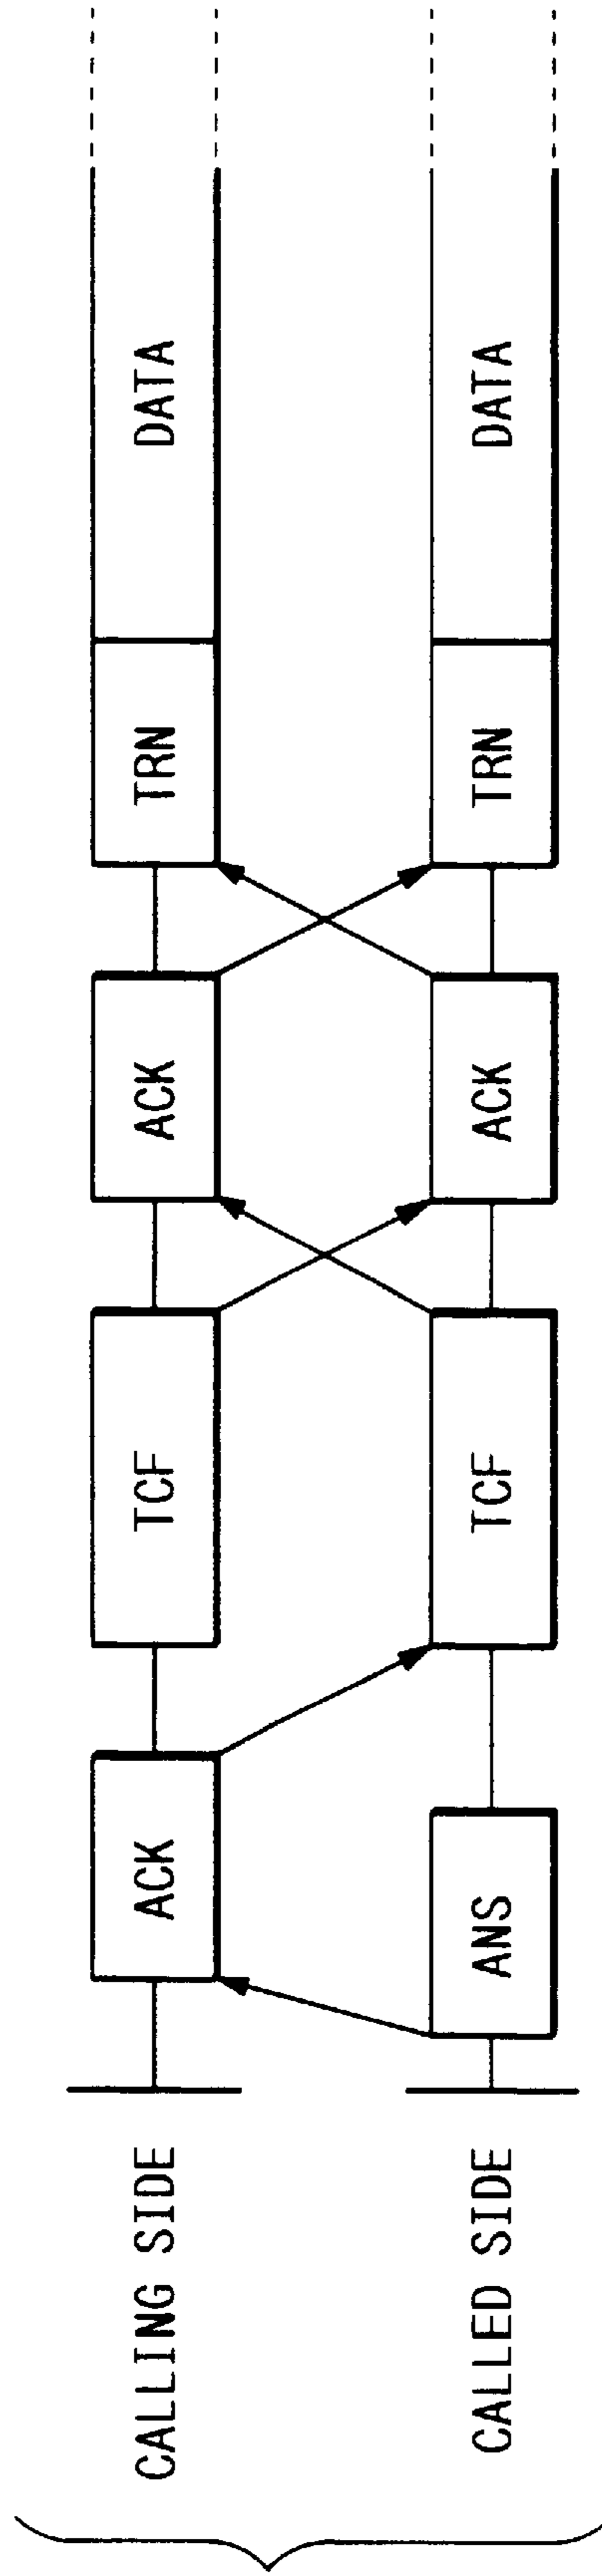 CALLING SIDE ACK TCF ACK TRN DATA
CALLED SIDE ANS TCF ACK TRN DATA